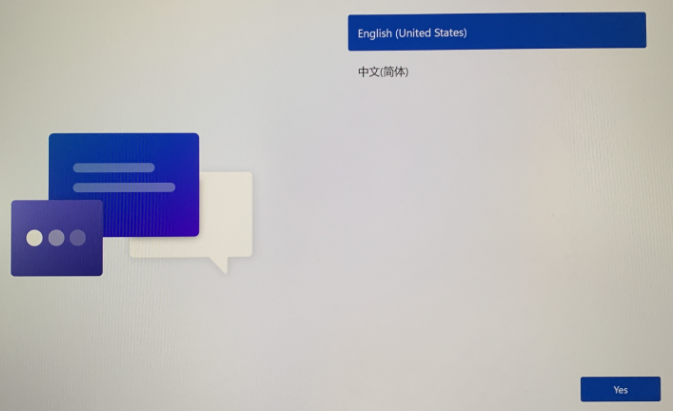 English (United States)
中文(简体)
Yes